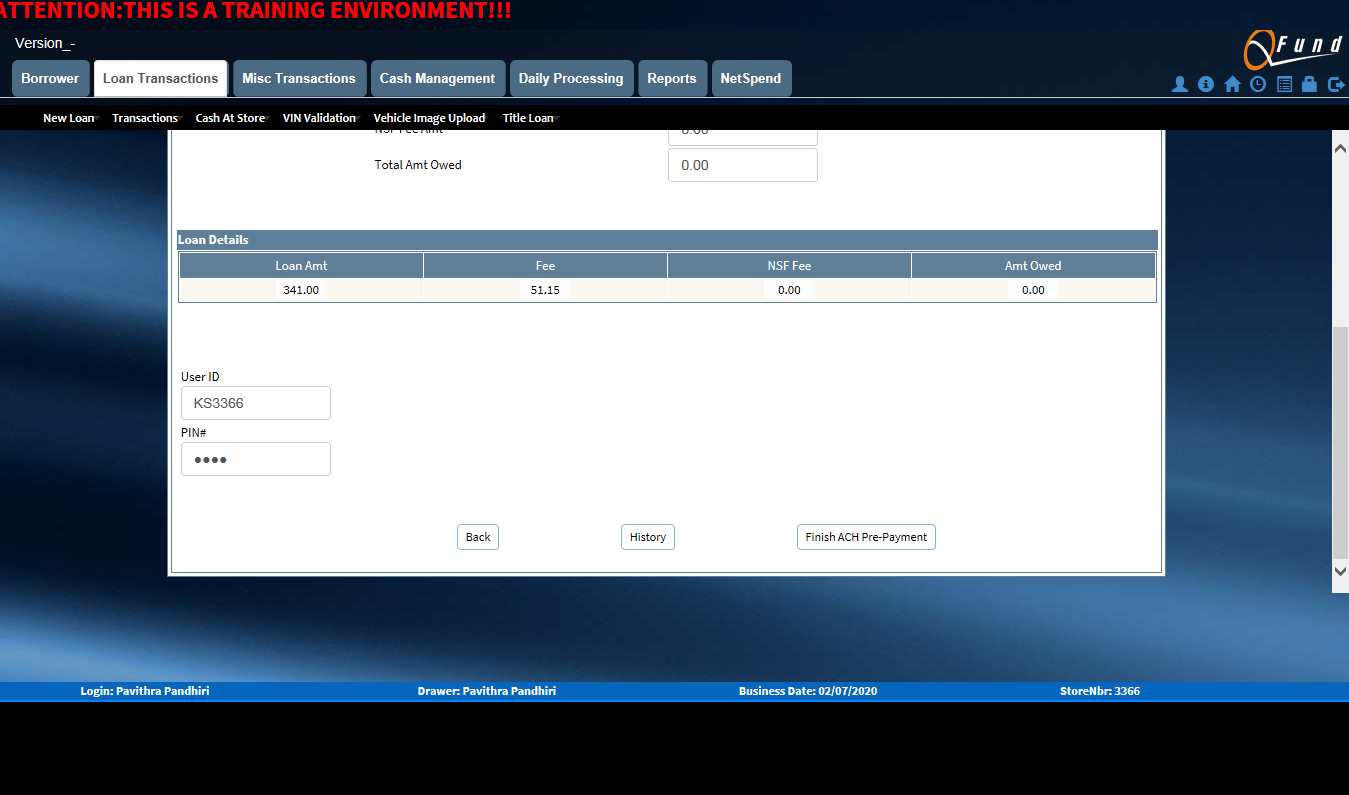 ATTENTION:THIS IS A TRAINING ENVIRONMENT!!!
Version_-
QFund
Borrower Loan Transactions Misc Transactions Cash Management Daily Processing Reports NetSpend
New Loan Transactions Cash At Store VIN Validation Vehicle Image Upload Title Loan
NSF Fee Amt 0.00
Total Amt Owed 0.00
Loan Details
Loan Amt Fee NSF Fee Amt Owed
341.00 51.15 0.00 0.00
User ID
KS3366
PIN#
●●●●
Back History Finish ACH Pre-Payment
Login: Pavithra Pandhiri Drawer: Pavithra Pandhiri Business Date: 02/07/2020 StoreNbr: 3366